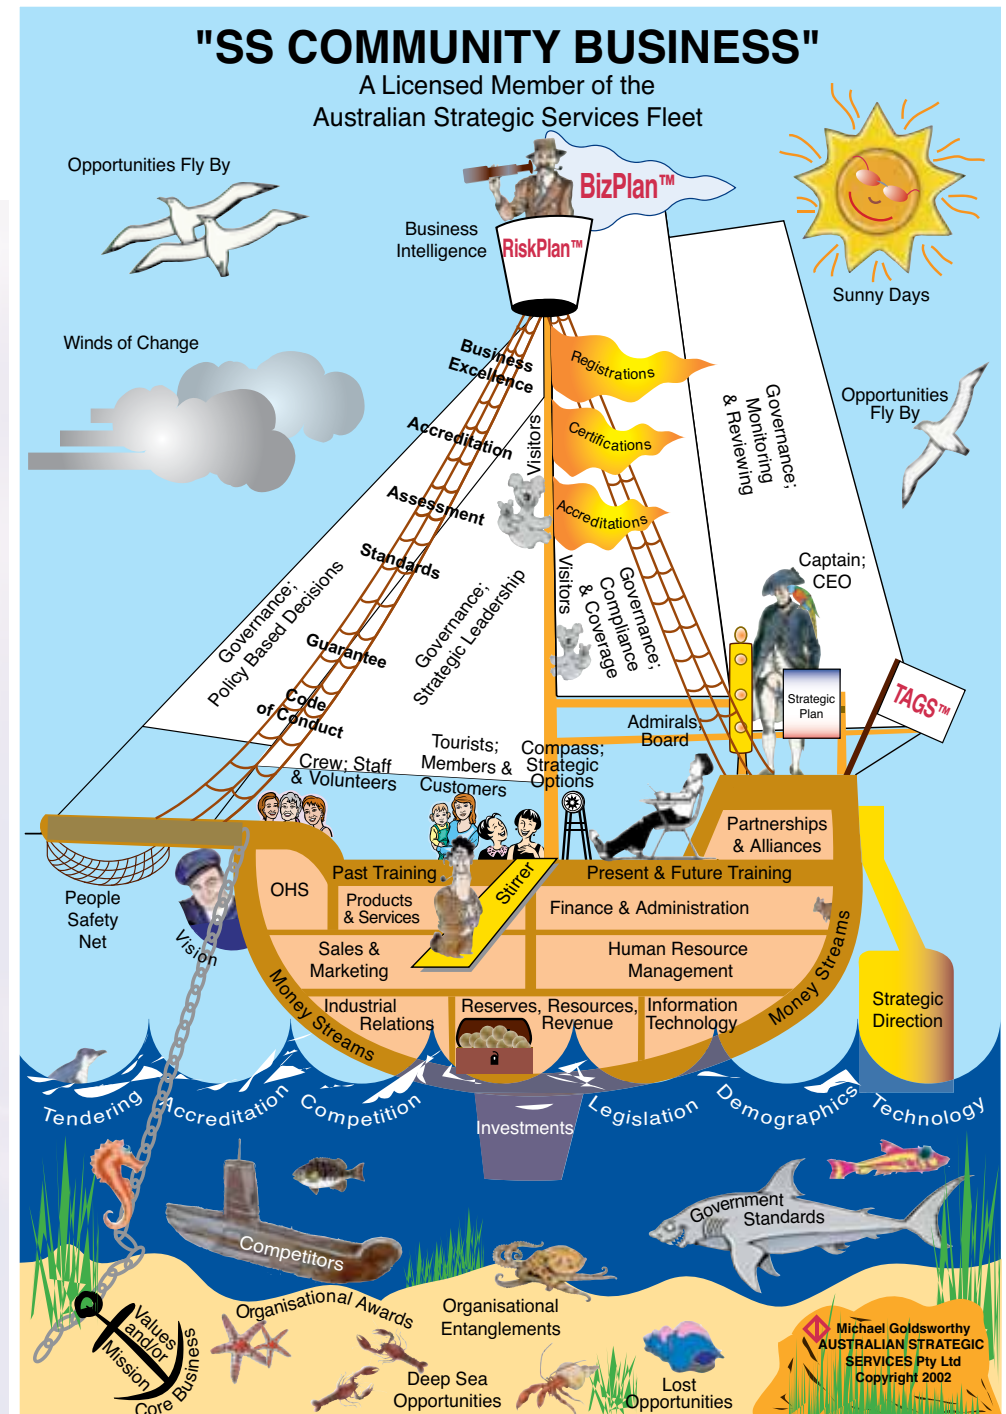 "SS COMMUNITY BUSINESS"
A Licensed Member of the
Australian Strategic Services Fleet
Opportunities Fly By
BizPlan™
Business
Intelligence
RiskPlan™
Sunny Days
Winds of Change
Business
Excellence
Registrations
Opportunities
Fly By
Governance;
Monitoring
& Reviewing
Accreditation
Visitors
Certifications
Assessment
Accreditations
Standards
Visitors
Governance;
Compliance
& Coverage
Captain;
CEO
Governance;
Policy Based Decisions
Governance;
Strategic Leadership
Guarantee
Code
of Conduct
Strategic
Plan
TAGS™
Admirals;
Board
Crew; Staff
& Volunteers
Tourists;
Members &
Customers
Compass;
Strategic
Options
Partnerships
& Alliances
People
Safety
Net
Vision
OHS
Past Training
Stirrer
Present & Future Training
Products
& Services
Finance & Administration
Sales &
Marketing
Human Resource
Management
Money Streams
Money Streams
Industrial
Relations
Reserves, Resources,
Revenue
Information
Technology
Strategic
Direction
Tendering
Accreditation
Competition
Investments
Legislation
Demographics
Technology
Competitors
Government
Standards
Values
and/or
Mission
Core Business
Organisational Awards
Organisational
Entanglements
Deep Sea
Opportunities
Lost
Opportunities
Michael Goldsworthy
AUSTRALIAN STRATEGIC
SERVICES Pty Ltd
Copyright 2002